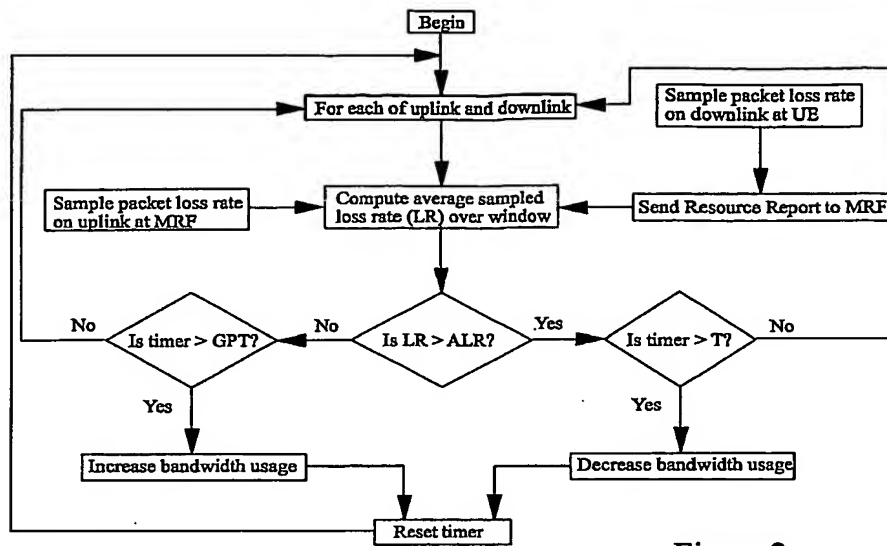 Begin
For each of uplink and downlink
Sample packet loss rate
on downlink at UE
Sample packet loss rate
on uplink at MRF
Compute average sampled
loss rate (LR) over window
Send Resource Report to MRF
No
Is timer > GPT?
No
Is LR > ALR?
Yes
Is timer > T?
No
Yes
Yes
Increase bandwidth usage
Decrease bandwidth usage
Reset timer